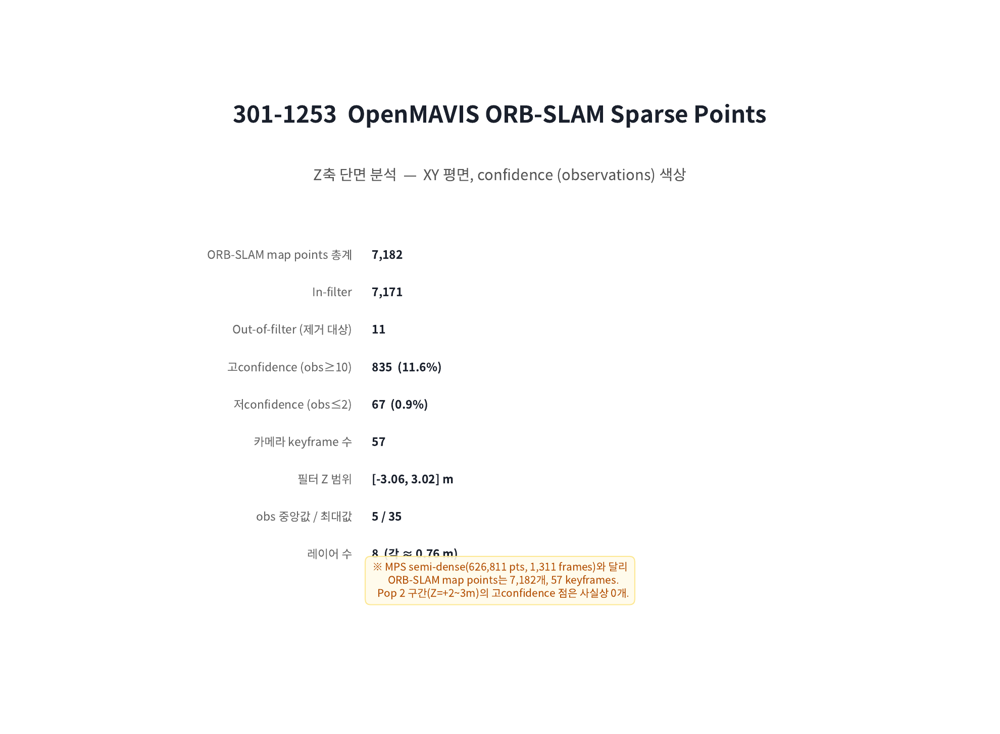 301-1253 OpenMAVIS ORB-SLAM Sparse Points
Z축 단면 분석 — XY 평면, confidence (observations) 색상
ORB-SLAM map points 총계 7,182
In-filter 7,171
Out-of-filter (제거 대상) 11
고confidence (obs≥10) 835 (11.6%)
저confidence (obs≤2) 67 (0.9%)
카메라 keyframe 수 57
필터 Z 범위 [-3.06, 3.02] m
obs 중앙값 / 최대값 5 / 35
레이어 수 8 (각 ≈ 0.76 m)
※ MPS semi-dense(626,811 pts, 1,311 frames)와 달리
ORB-SLAM map points는 7,182개, 57 keyframes.
Pop 2 구간(Z=+2~3m)의 고confidence 점은 사실상 0개.